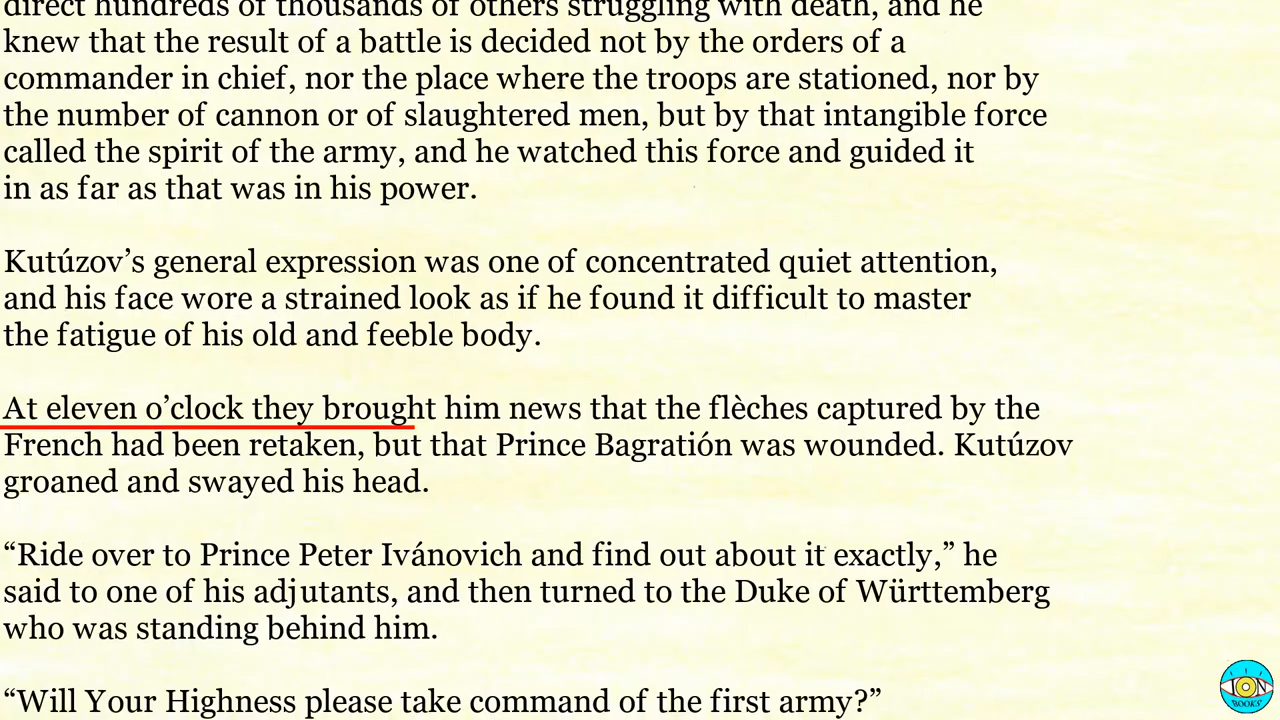 direct hundreds of thousands of others struggling with death, and he
knew that the result of a battle is decided not by the orders of a
commander in chief, nor the place where the troops are stationed, nor by
the number of cannon or of slaughtered men, but by that intangible force
called the spirit of the army, and he watched this force and guided it
in as far as that was in his power.
Kutúzov’s general expression was one of concentrated quiet attention,
and his face wore a strained look as if he found it difficult to master
the fatigue of his old and feeble body.
At eleven o’clock they brought him news that the flèches captured by the
French had been retaken, but that Prince Bagratión was wounded. Kutúzov
groaned and swayed his head.
“Ride over to Prince Peter Ivánovich and find out about it exactly,” he
said to one of his adjutants, and then turned to the Duke of Württemberg
who was standing behind him.
“Will Your Highness please take command of the first army?”
ION
BOOKS